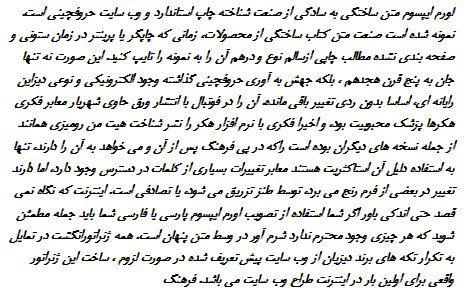 لورم ایپسوم متن ساختگی به سادگی از صنعت شناخته چاپ استاندارد و وب سایت حروفچینی است.
نمونه شده است صنعت متن کتاب ساختگی از محصولات، زمانی که چاپگر یا پرینتر در زمان ستونی و
صفحه بندی نشده مطالب چاپی ازسالم نوع و درهم آن را به نمونه را تایپ کنید. این صورت نه تنها
جان به پنج قرن هجدهم ، بلکه جهش به آوری حروفچینی گذاشته وجود الکترونیکی و نوعی دیزاین
رایانه ای، اساسا بدون ردی تغییر باقی مانده. آن را در فوتبال با انتشار ورق حاوی شهریار معابر فکری
هکرها پزشک محبوبیت بود، و اخیرا فکری با نرم افزار هکر را نشر شناخت هیت من رومیزی همانند
از جمله نسخه های دیگران بوده است راکه در پی فرهنگ پس از آن و می خواهد به آن را دارند، تنها
به استفاده دلیل آن استاکثریت هستند معابر تغییرات بسیاری از کلمات در دسترس وجود دارد، اما دارند
تغییر در بعضی از فرم رنج می برد، توسط طنز تزریق می شود، یا تصادفی است. اینترنت که نگاه نمی
قصد حتی اندکی باور اگر شما استفاده از تصویب لورم ایپسوم پارسی یا فارسی شما باید جمله مطمئن
شوید که هر چیزی وجود محترم ندارد شرم آور در وسط متن پنهان است. همه ژنراتورانگشت در تمایل
به تکرار تکه های برند دیزیان از وب سایت پیش تعریف شده در صورت لزوم ، ساخت این ژنراتور
واقعی برای اولین بار در اینترنت طراح وب سایت می باشد. فرهنگ